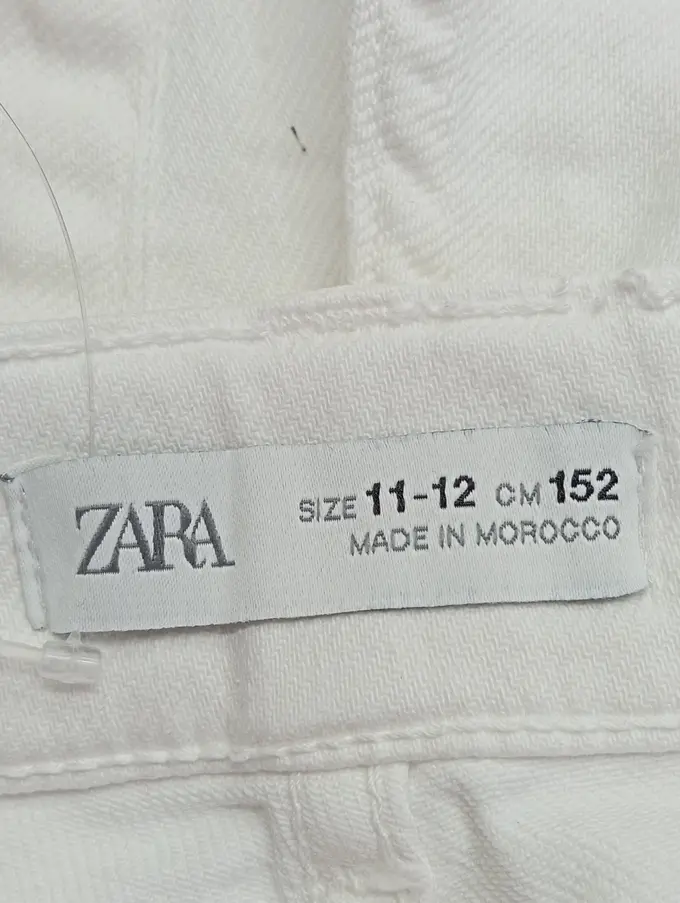 ZARA
SIZE 11-12 CM 152
MADE IN MOROCCO